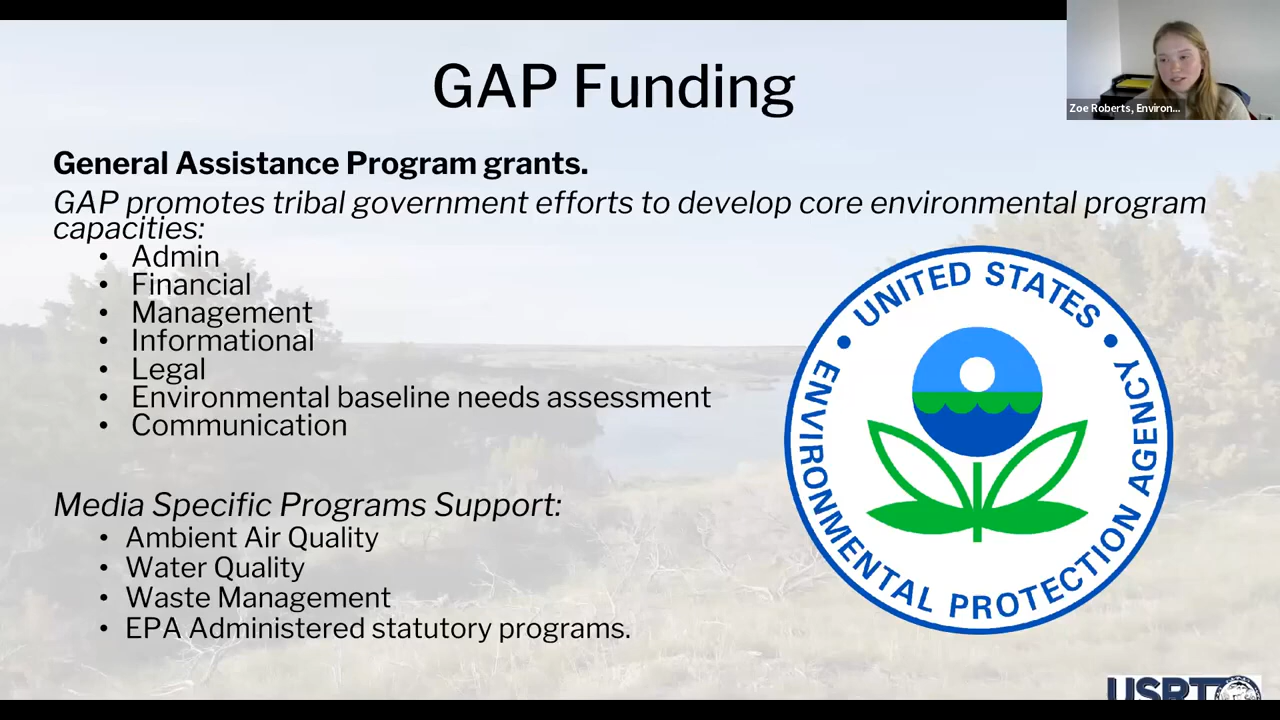 GAP Funding
Zoe Roberts, Environ...
General Assistance Program grants.
GAP promotes tribal government efforts to develop core environmental program
capacities:
• Admin
• Financial
• Management
• Informational
• Legal
• Environmental baseline needs assessment
• Communication
Media Specific Programs Support:
• Ambient Air Quality
• Water Quality
• Waste Management
• EPA Administered statutory programs.
• UNITED STATES •
ENVIRONMENTAL PROTECTION AGENCY
USRT